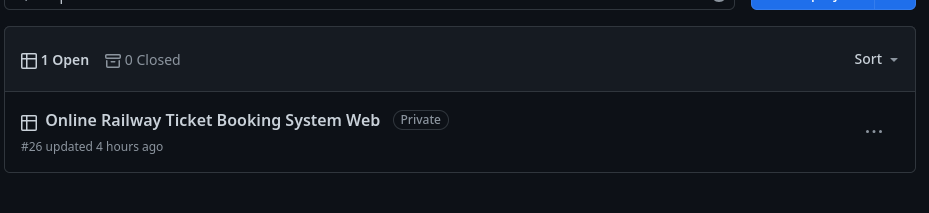 1 Open
0 Closed
Sort
Online Railway Ticket Booking System Web
Private
#26 updated 4 hours ago